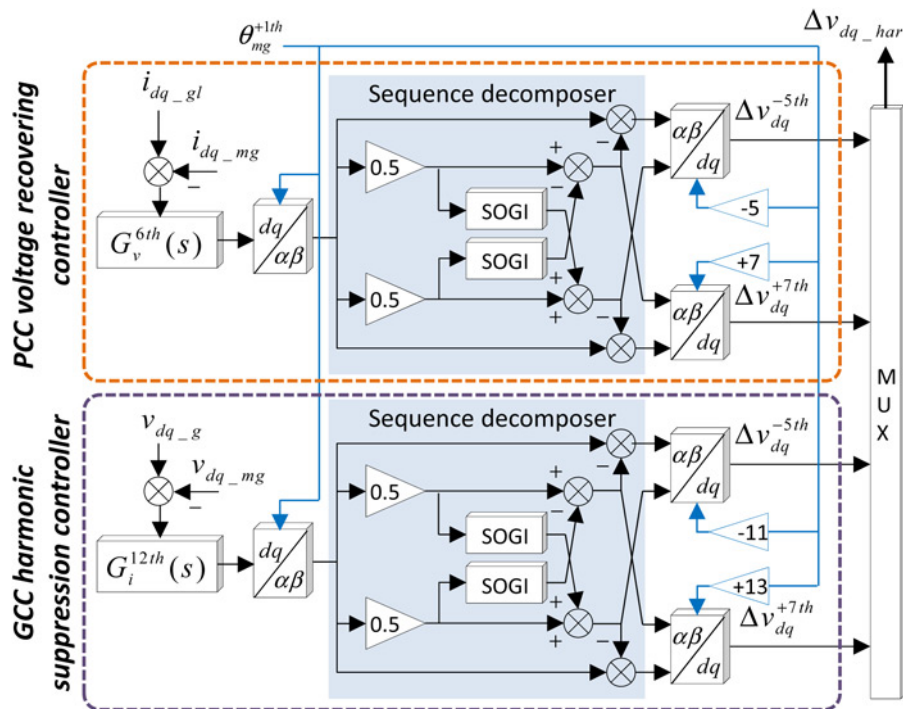 θ_mg^+1th
Δv_dq_har
PCC voltage recovering
controller
i_dq_gl
i_dq_mg
−
G_v^6th(s)
dq
αβ
Sequence decomposer
0.5
0.5
SOGI
SOGI
+
−
+
+
−
−
αβ
dq
Δv_dq^-5th
-5
+7
αβ
dq
Δv_dq^+7th
MUX
GCC harmonic
suppression controller
v_dq_g
v_dq_mg
−
G_i^12th(s)
dq
αβ
Sequence decomposer
0.5
0.5
SOGI
SOGI
+
−
+
+
−
−
αβ
dq
Δv_dq^-5th
-11
+13
αβ
dq
Δv_dq^+7th